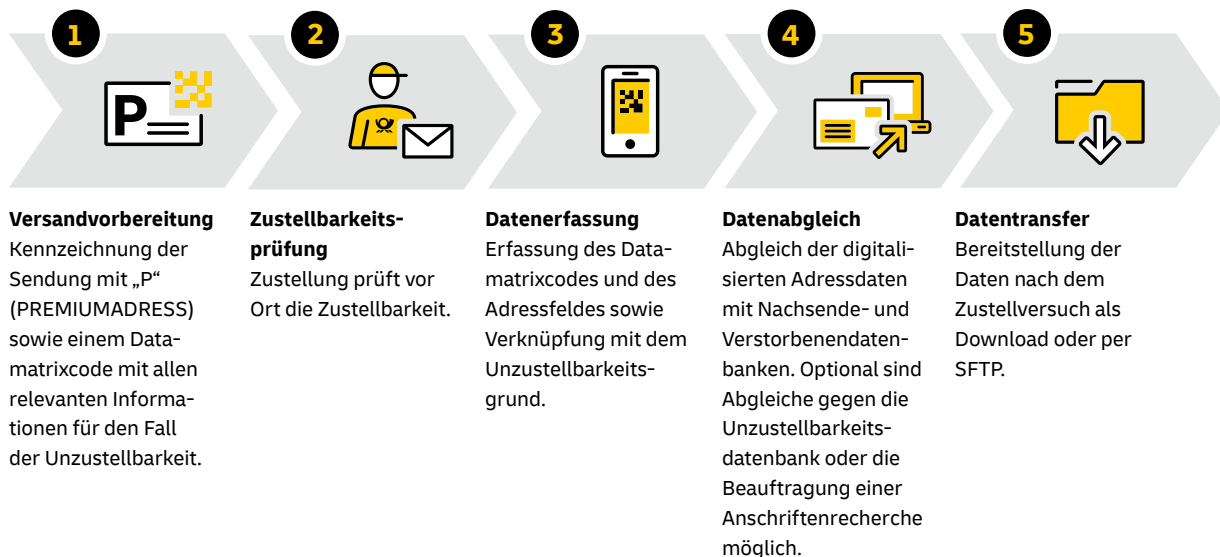 1
P
Versandvorbereitung
Kennzeichnung der
Sendung mit „P“
(PREMIUMADRESS)
sowie einem Data-
matrixcode mit allen
relevanten Informa-
tionen für den Fall
der Unzustellbarkeit.
2
Zustellbarkeits-
prüfung
Zustellung prüft vor
Ort die Zustellbarkeit.
3
Datenerfassung
Erfassung des Data-
matrixcodes und des
Adressfeldes sowie
Verknüpfung mit dem
Unzustellbarkeits-
grund.
4
Datenabgleich
Abgleich der digitali-
sierten Adressdaten
mit Nachsende- und
Verstorbenendaten-
banken. Optional sind
Abgleiche gegen die
Unzustellbarkeits-
datenbank oder die
Beauftragung einer
Anschriftenrecherche
möglich.
5
Datentransfer
Bereitstellung der
Daten nach dem
Zustellversuch als
Download oder per
SFTP.